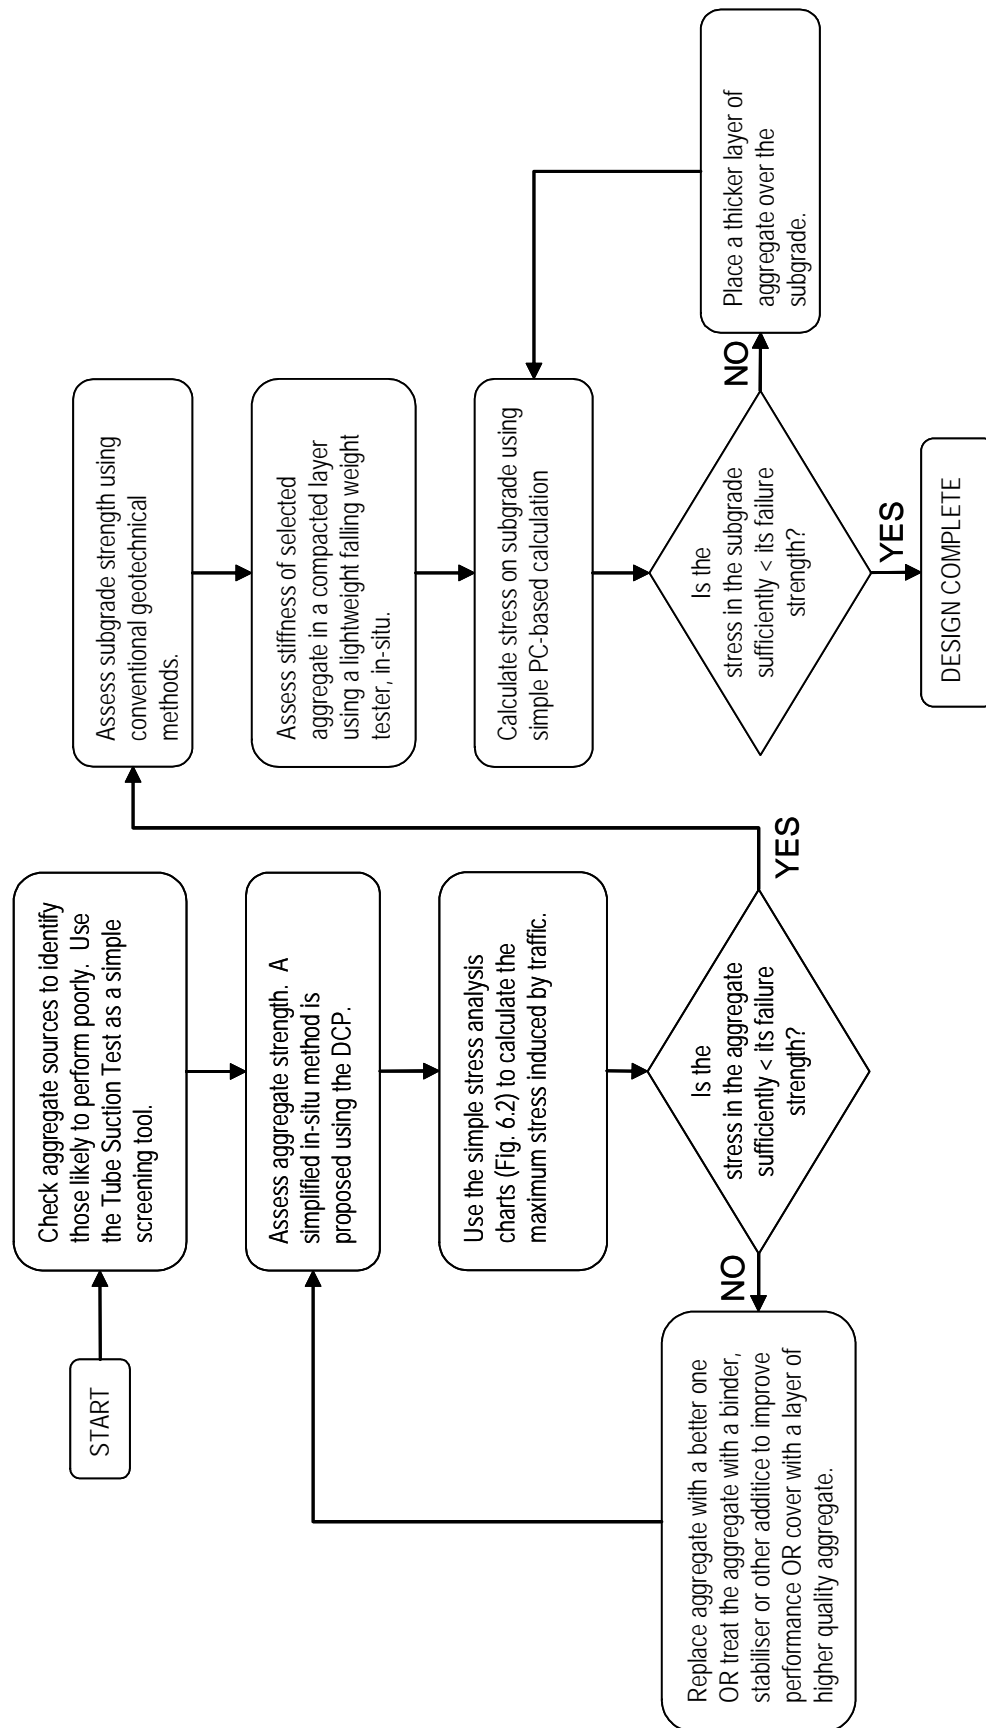 START
Check aggregate sources to identify
those likely to perform poorly. Use
the Tube Suction Test as a simple
screening tool.
Assess aggregate strength. A
simplified in-situ method is
proposed using the DCP.
Use the simple stress analysis
charts (Fig. 6.2) to calculate the
maximum stress induced by traffic.
Is the
stress in the aggregate
sufficiently < its failure
strength?
NO
Replace aggregate with a better one
OR treat the aggregate with a binder,
stabiliser or other additice to improve
performance OR cover with a layer of
higher quality aggregate.
YES
Assess subgrade strength using
conventional geotechnical
methods.
Assess stiffness of selected
aggregate in a compacted layer
using a lightweight falling weight
tester, in-situ.
Calculate stress on subgrade using
simple PC-based calculation
Is the
stress in the subgrade
sufficiently < its failure
strength?
NO
Place a thicker layer of
aggregate over the
subgrade.
YES
DESIGN COMPLETE